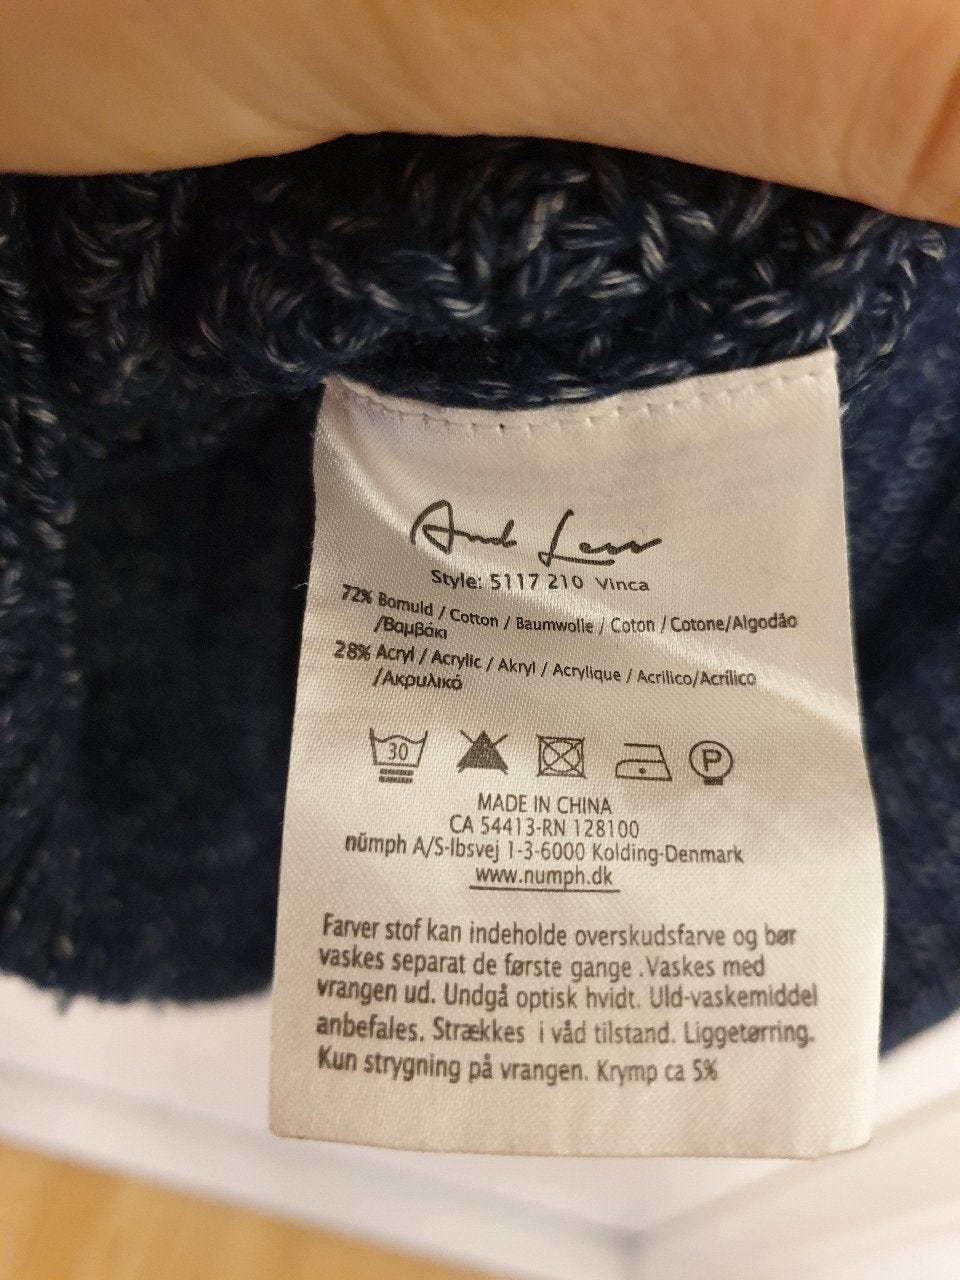 And Less
Style: 5117 210 Vinca
72% Bomuld / Cotton / Baumwolle / Coton / Cotone/Algodão
/Βαμβάκι
28% Acryl / Acrylic / Akryl / Acrylique / Acrilico/Acrílico
/Ακρυλικό
30 P
MADE IN CHINA
CA 54413-RN 128100
nümph A/S-Ibsvej 1-3-6000 Kolding-Denmark
www.numph.dk
Farver stof kan indeholde overskudsfarve og bør
vaskes separat de første gange .Vaskes med
vrangen ud. Undgå optisk hvidt. Uld-vaskemiddel
anbefales. Strækkes i våd tilstand. Liggetørring.
Kun strygning på vrangen. Krymp ca 5%